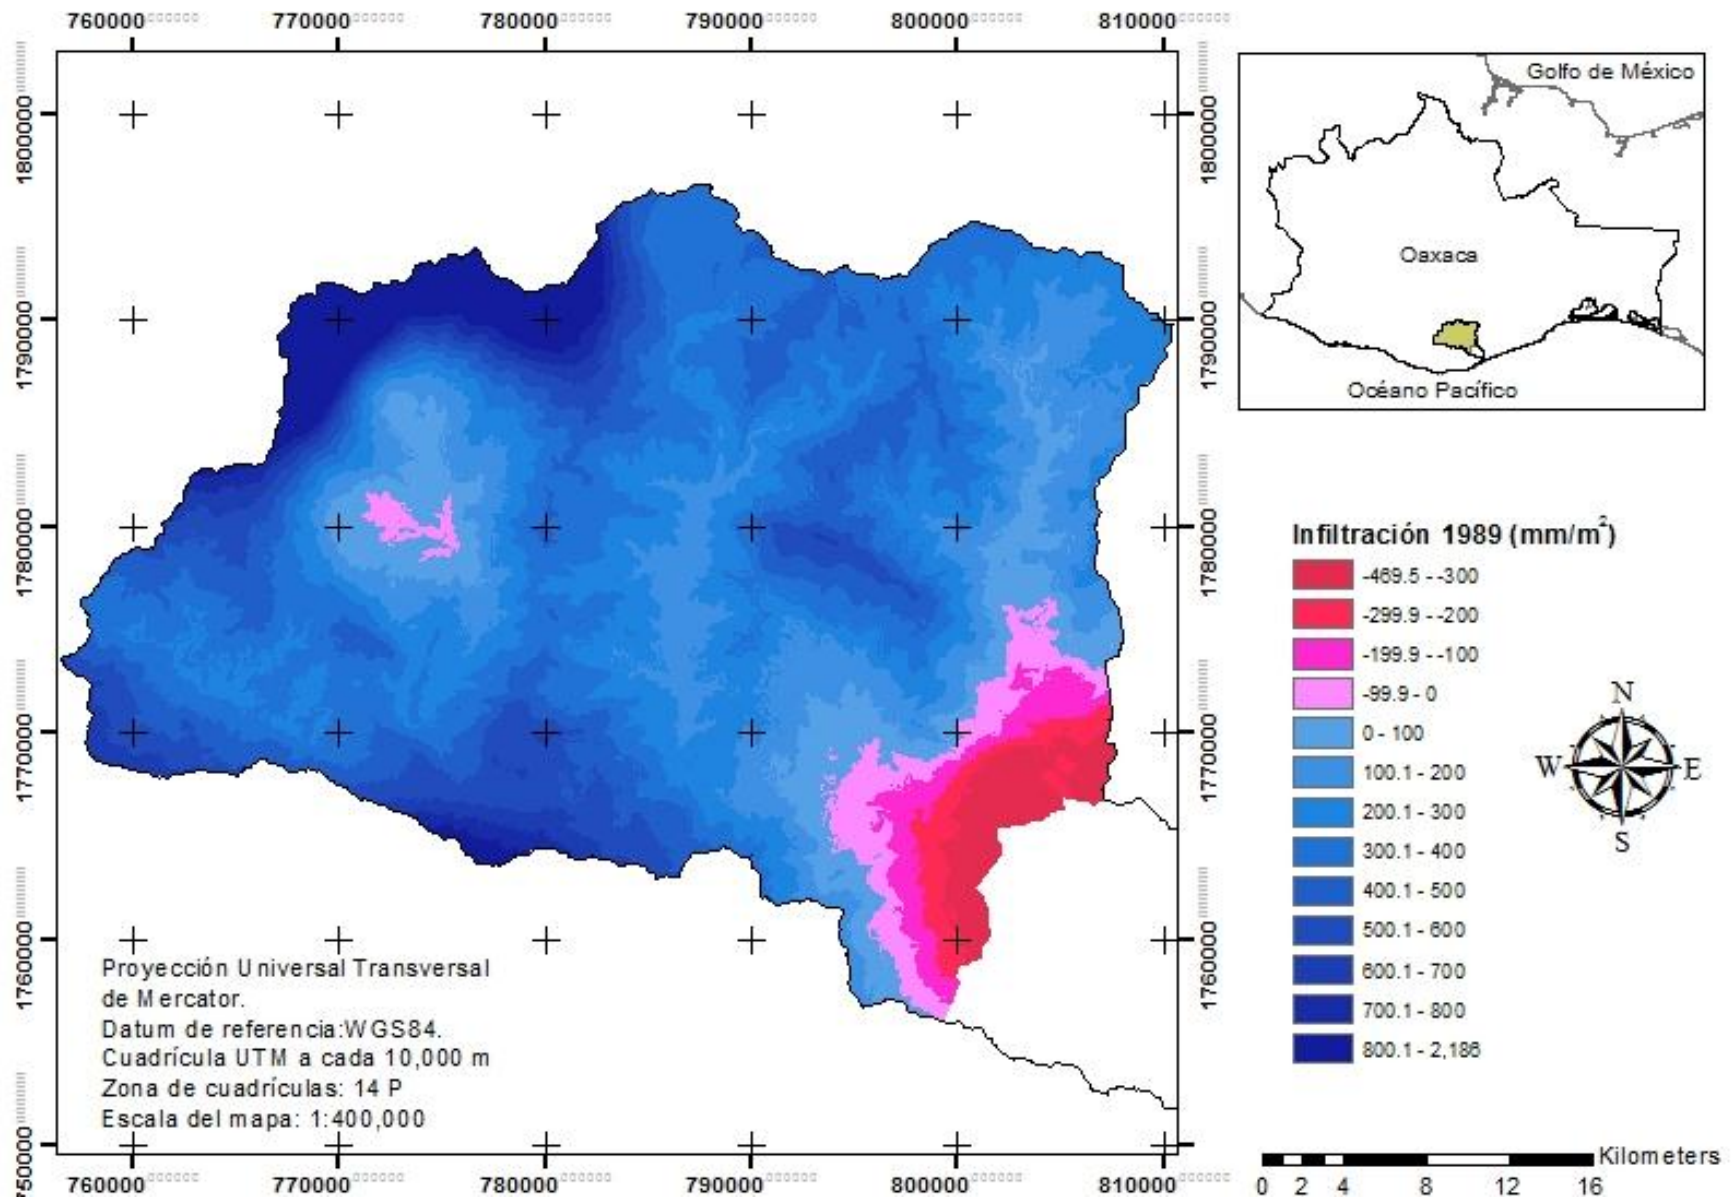 760000 770000 780000 790000 800000 810000
1800000
1790000
1780000
1770000
1760000
1750000
1800000
1790000
1780000
1770000
1760000
Proyección Universal Transversal
de Mercator.
Datum de referencia:WGS84.
Cuadrícula UTM a cada 10,000 m
Zona de cuadrículas: 14 P
Escala del mapa: 1:400,000
760000 770000 780000 790000 800000 810000
Golfo de México
Oaxaca
Océano Pacífico
Infiltración 1989 (mm/m²)
-469.5 - -300
-299.9 - -200
-199.9 - -100
-99.9 - 0
0 - 100
100.1 - 200
200.1 - 300
300.1 - 400
400.1 - 500
500.1 - 600
600.1 - 700
700.1 - 800
800.1 - 2,186
N
W E
S
Kilometers
0 2 4 8 12 16